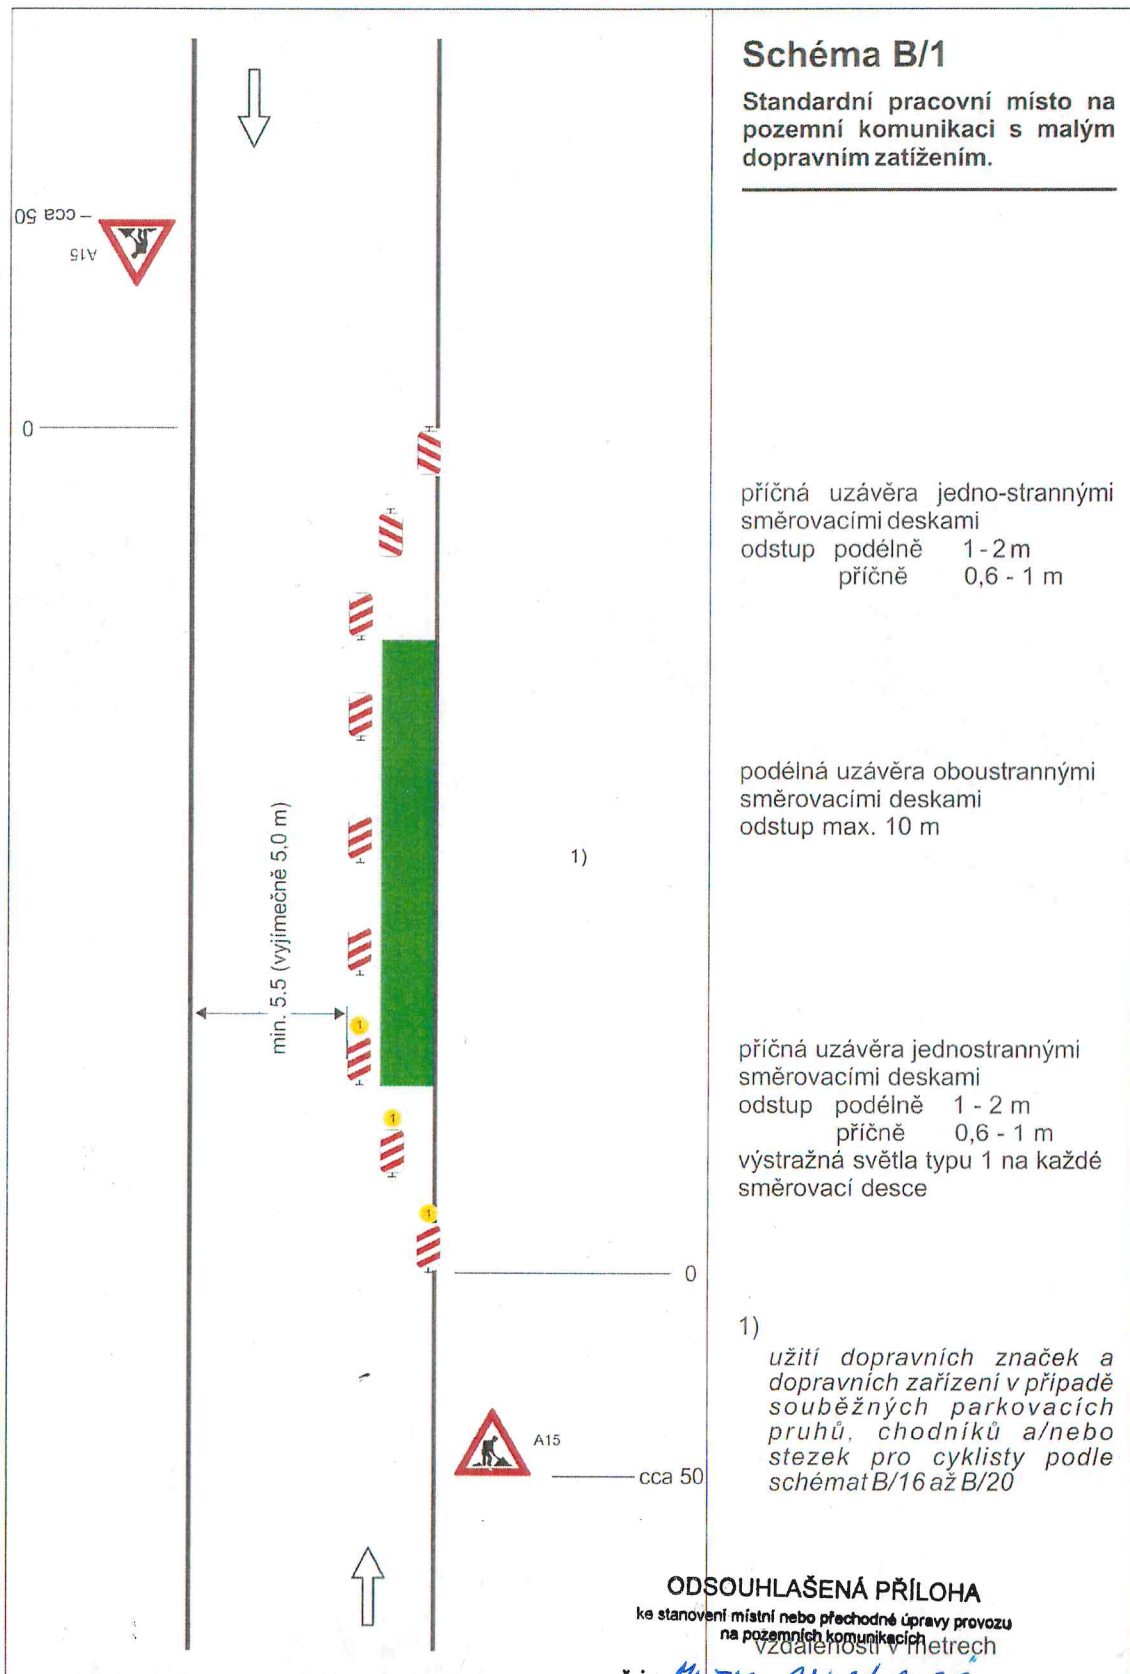 Schéma B/1
Standardní pracovní místo na
pozemní komunikaci s malým
dopravním zatížením.
cca 50
A15
0
příčná uzávěra jedno-strannými
směrovacími deskami
odstup podélně 1 - 2 m
příčně 0,6 - 1 m
podélná uzávěra oboustrannými
směrovacími deskami
odstup max. 10 m
1)
min. 5.5 (vyjímečně 5,0 m)
1
1
1
příčná uzávěra jednostrannými
směrovacími deskami
odstup podélně 1 - 2 m
příčně 0,6 - 1 m
výstražná světla typu 1 na každé
směrovací desce
0
1)
užití dopravních značek a
dopravních zařízení v případě
souběžných parkovacích
pruhů, chodníků a/nebo
stezek pro cyklisty podle
schémat B/16 až B/20
A15
cca 50
ODSOUHLAŠENÁ PŘÍLOHA
ke stanovení místní nebo přechodné úpravy provozu
na pozemních komunikacích
vzdálenosti v metrech